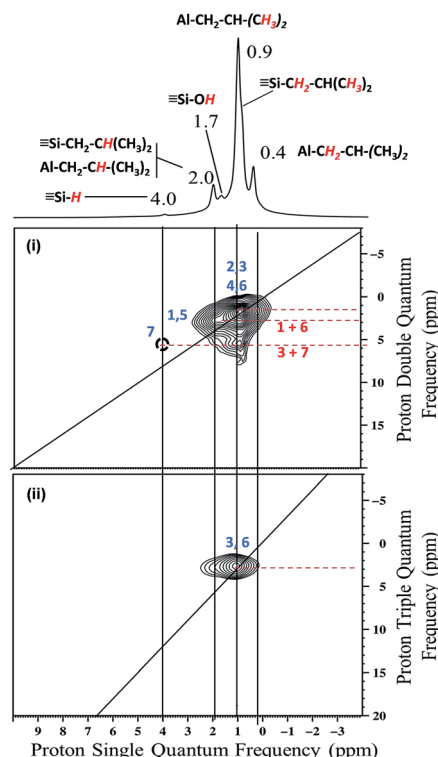 Al-CH₂-CH-(CH₃)₂
0.9
≡Si-CH₂-CH(CH₃)₂
≡Si-OH
1.7
≡Si-CH₂-CH(CH₃)₂
Al-CH₂-CH-(CH₃)₂
2.0
0.4
Al-CH₂-CH-(CH₃)₂
≡Si-H
4.0
(i)
2,3
4,6
1,5
7
1 + 6
3 + 7
-5
0
5
10
15
Proton Double Quantum
Frequency (ppm)
(ii)
3, 6
-5
0
5
10
15
20
Proton Triple Quantum
Frequency (ppm)
10 9 8 7 6 5 4 3 2 1 0 -1 -2 -3
Proton Single Quantum Frequency (ppm)